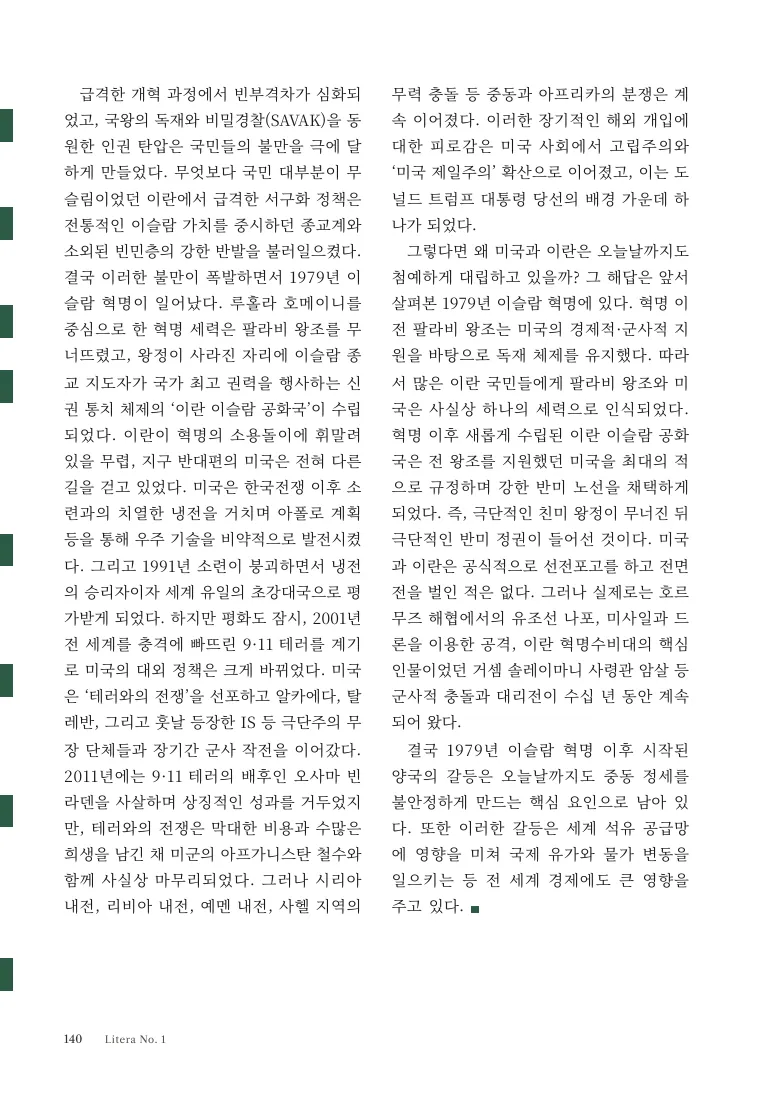 급격한 개혁 과정에서 빈부격차가 심화되
었고, 국왕의 독재와 비밀경찰(SAVAK)을 동
원한 인권 탄압은 국민들의 불만을 극에 달
하게 만들었다. 무엇보다 국민 대부분이 무
슬림이었던 이란에서 급격한 서구화 정책은
전통적인 이슬람 가치를 중시하던 종교계와
소외된 빈민층의 강한 반발을 불러일으켰다.
결국 이러한 불만이 폭발하면서 1979년 이
슬람 혁명이 일어났다. 루홀라 호메이니를
중심으로 한 혁명 세력은 팔라비 왕조를 무
너뜨렸고, 왕정이 사라진 자리에 이슬람 종
교 지도자가 국가 최고 권력을 행사하는 신
권 통치 체제의 ‘이란 이슬람 공화국’이 수립
되었다. 이란이 혁명의 소용돌이에 휘말려
있을 무렵, 지구 반대편의 미국은 전혀 다른
길을 걷고 있었다. 미국은 한국전쟁 이후 소
련과의 치열한 냉전을 거치며 아폴로 계획
등을 통해 우주 기술을 비약적으로 발전시켰
다. 그리고 1991년 소련이 붕괴하면서 냉전
의 승리자이자 세계 유일의 초강대국으로 평
가받게 되었다. 하지만 평화도 잠시, 2001년
전 세계를 충격에 빠뜨린 9·11 테러를 계기
로 미국의 대외 정책은 크게 바뀌었다. 미국
은 ‘테러와의 전쟁’을 선포하고 알카에다, 탈
레반, 그리고 훗날 등장한 IS 등 극단주의 무
장 단체들과 장기간 군사 작전을 이어갔다.
2011년에는 9·11 테러의 배후인 오사마 빈
라덴을 사살하며 상징적인 성과를 거두었지
만, 테러와의 전쟁은 막대한 비용과 수많은
희생을 남긴 채 미군의 아프가니스탄 철수와
함께 사실상 마무리되었다. 그러나 시리아
내전, 리비아 내전, 예멘 내전, 사헬 지역의
무력 충돌 등 중동과 아프리카의 분쟁은 계
속 이어졌다. 이러한 장기적인 해외 개입에
대한 피로감은 미국 사회에서 고립주의와
‘미국 제일주의’ 확산으로 이어졌고, 이는 도
널드 트럼프 대통령 당선의 배경 가운데 하
나가 되었다.
그렇다면 왜 미국과 이란은 오늘날까지도
첨예하게 대립하고 있을까? 그 해답은 앞서
살펴본 1979년 이슬람 혁명에 있다. 혁명 이
전 팔라비 왕조는 미국의 경제적·군사적 지
원을 바탕으로 독재 체제를 유지했다. 따라
서 많은 이란 국민들에게 팔라비 왕조와 미
국은 사실상 하나의 세력으로 인식되었다.
혁명 이후 새롭게 수립된 이란 이슬람 공화
국은 전 왕조를 지원했던 미국을 최대의 적
으로 규정하며 강한 반미 노선을 채택하게
되었다. 즉, 극단적인 친미 왕정이 무너진 뒤
극단적인 반미 정권이 들어선 것이다. 미국
과 이란은 공식적으로 선전포고를 하고 전면
전을 벌인 적은 없다. 그러나 실제로는 호르
무즈 해협에서의 유조선 나포, 미사일과 드
론을 이용한 공격, 이란 혁명수비대의 핵심
인물이었던 거셈 솔레이마니 사령관 암살 등
군사적 충돌과 대리전이 수십 년 동안 계속
되어 왔다.
결국 1979년 이슬람 혁명 이후 시작된
양국의 갈등은 오늘날까지도 중동 정세를
불안정하게 만드는 핵심 요인으로 남아 있
다. 또한 이러한 갈등은 세계 석유 공급망
에 영향을 미쳐 국제 유가와 물가 변동을
일으키는 등 전 세계 경제에도 큰 영향을
주고 있다. ■
140 Litera No. 1